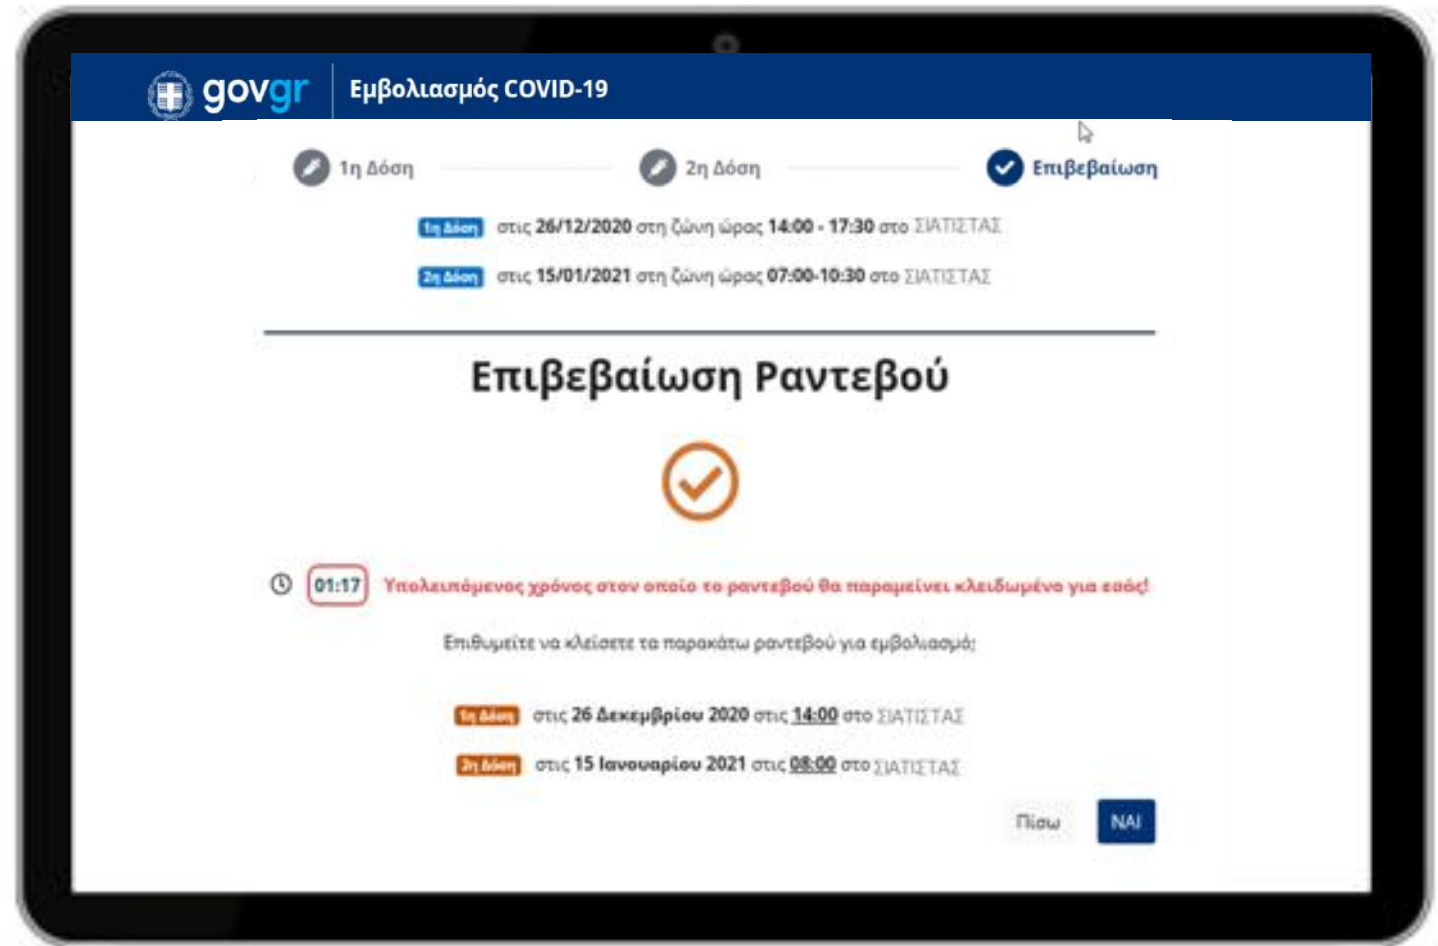 govgr Εμβολιασμός COVID-19
1η Δόση 2η Δόση Επιβεβαίωση
1η Δόση στις 26/12/2020 στη ζώνη ώρας 14:00 - 17:30 στο ΣΙΑΤΙΣΤΑΣ
2η Δόση στις 15/01/2021 στη ζώνη ώρας 07:00-10:30 στο ΣΙΑΤΙΣΤΑΣ
Επιβεβαίωση Ραντεβού
01:17 Υπολειπόμενος χρόνος στον οποίο το ραντεβού θα παραμείνει κλειδωμένο για εσάς!
Επιθυμείτε να κλείσετε τα παρακάτω ραντεβού για εμβολιασμό;
1η Δόση στις 26 Δεκεμβρίου 2020 στις 14:00 στο ΣΙΑΤΙΣΤΑΣ
2η Δόση στις 15 Ιανουαρίου 2021 στις 08:00 στο ΣΙΑΤΙΣΤΑΣ
Πίσω ΝΑΙ